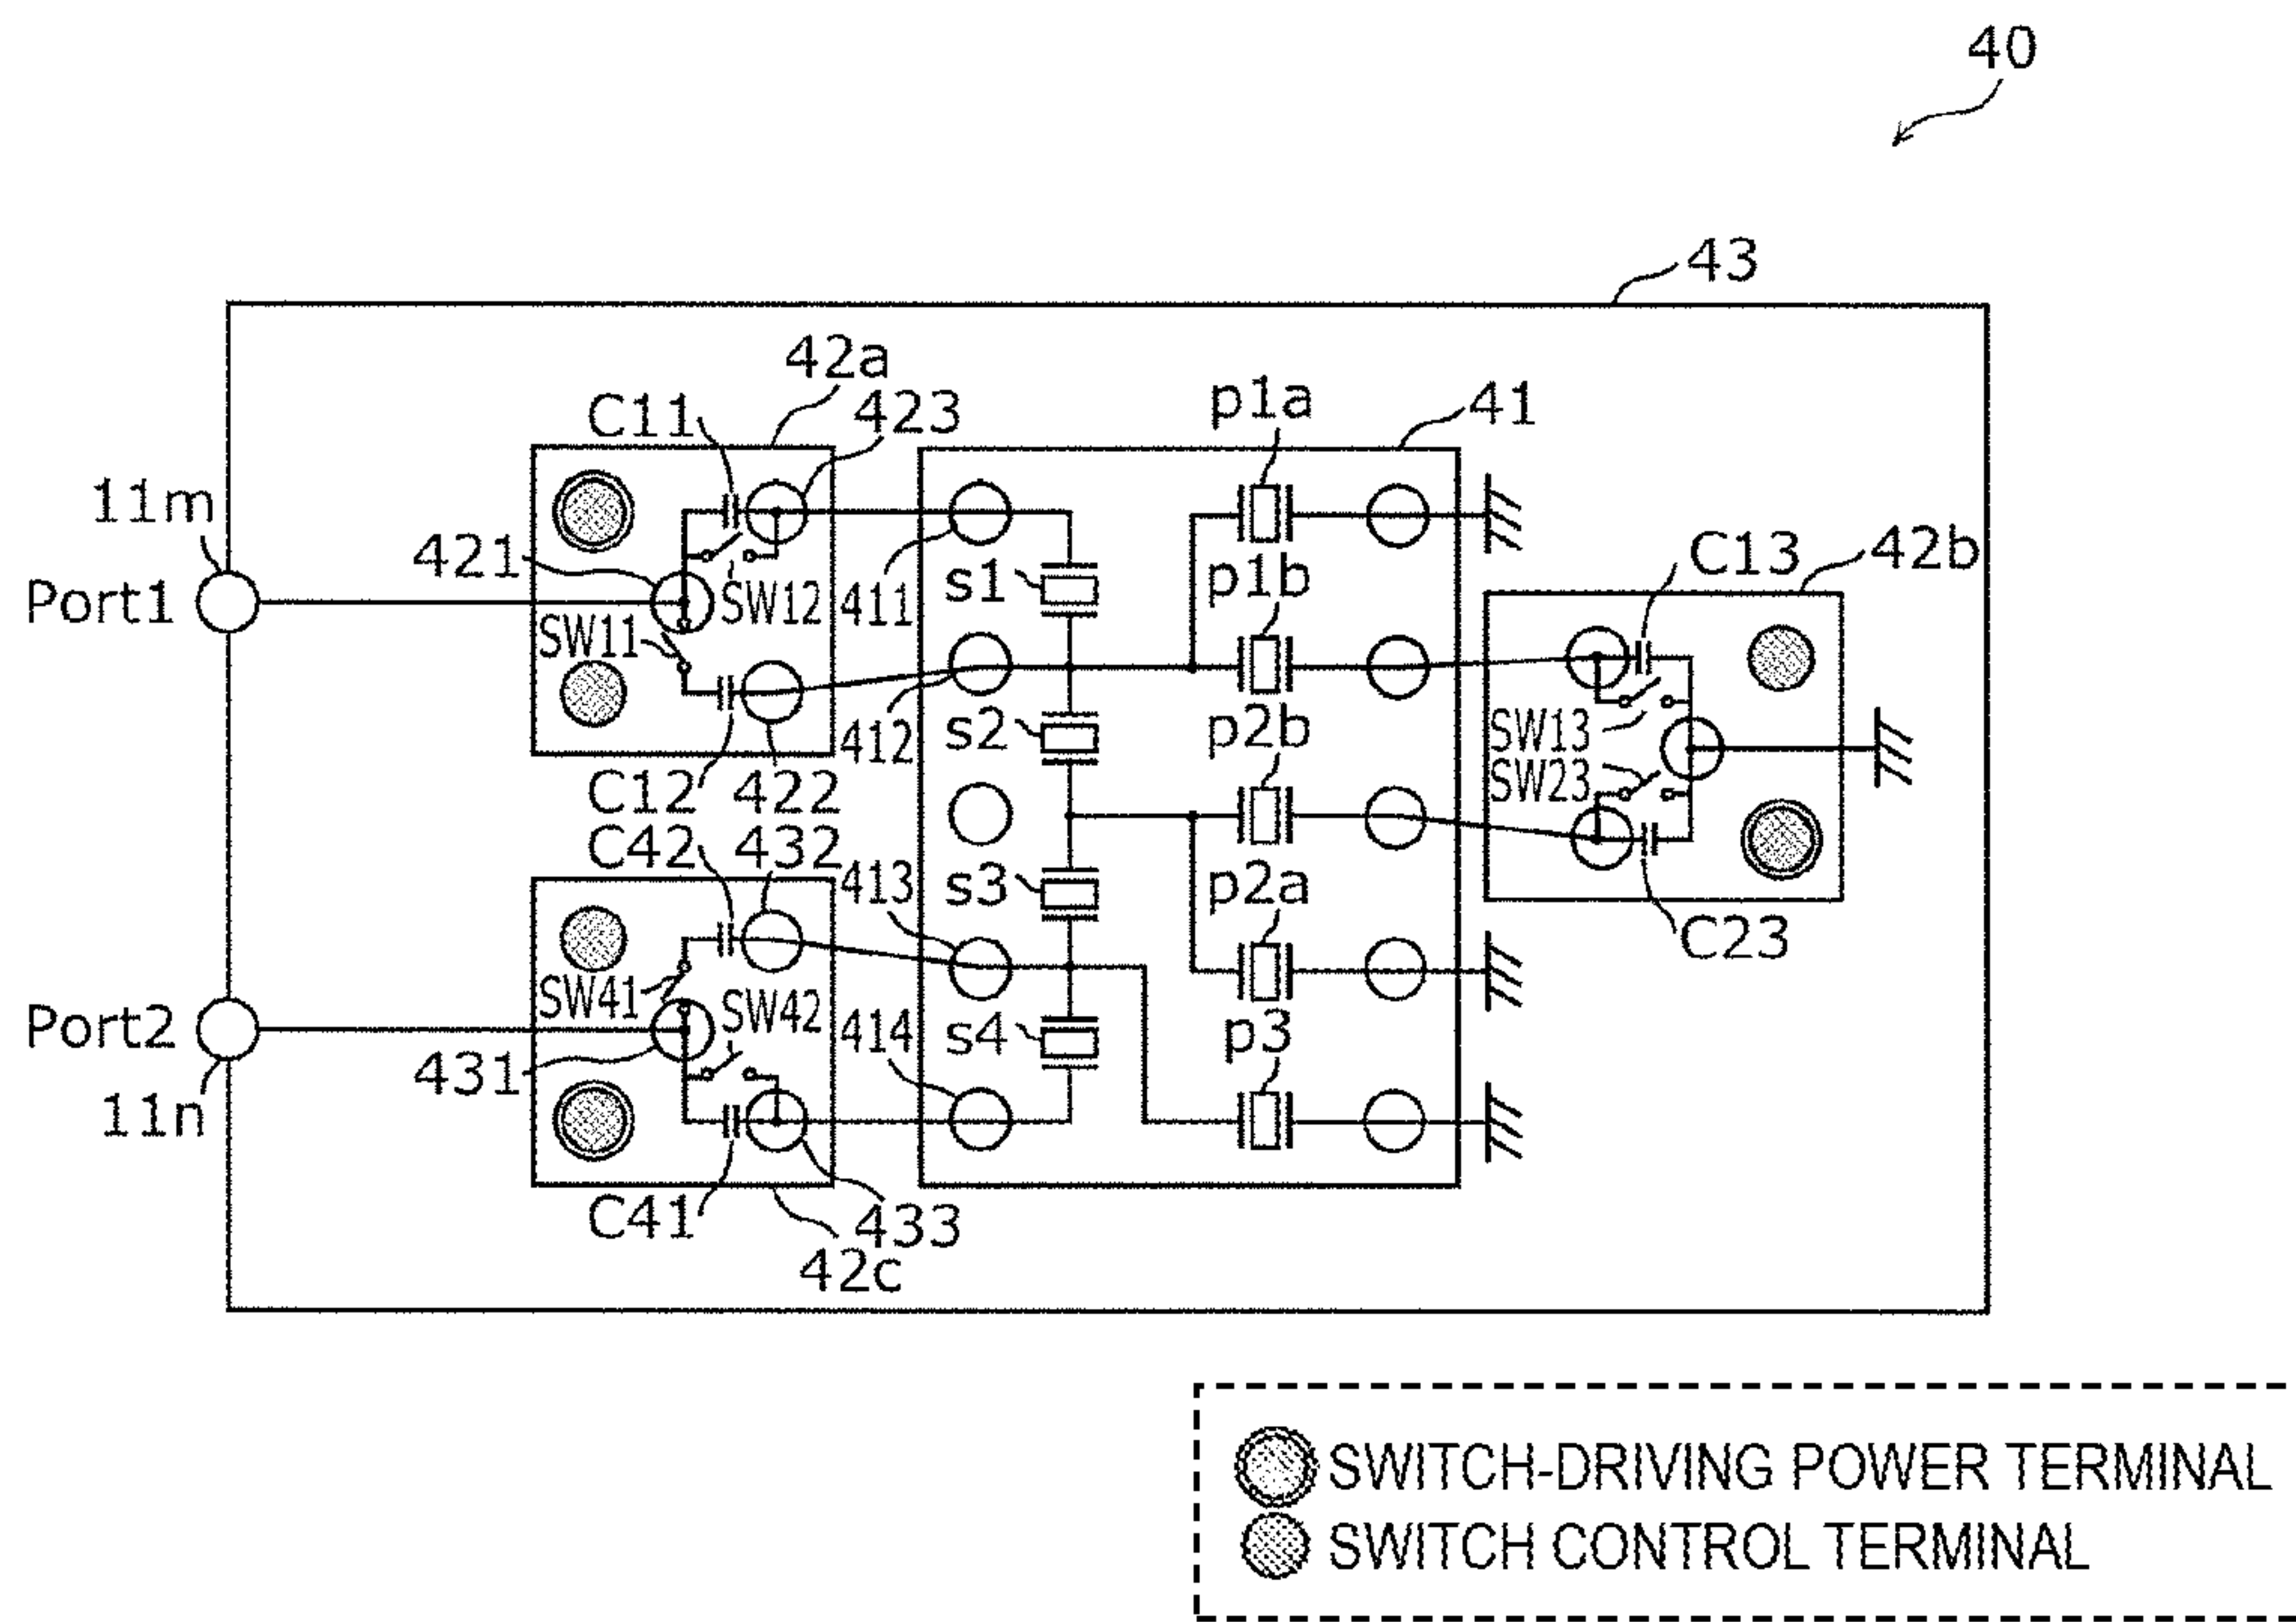 40
43
42a
C11
423
p1a
41
11m
421
Port1
SW12
SW11
411
s1
p1b
C13
42b
412
s2
p2b
SW13
SW23
C12
422
C42
432
413
s3
p2a
C23
SW41
SW42
Port2
431
414
s4
p3
11n
C41
433
42c
SWITCH-DRIVING POWER TERMINAL
SWITCH CONTROL TERMINAL